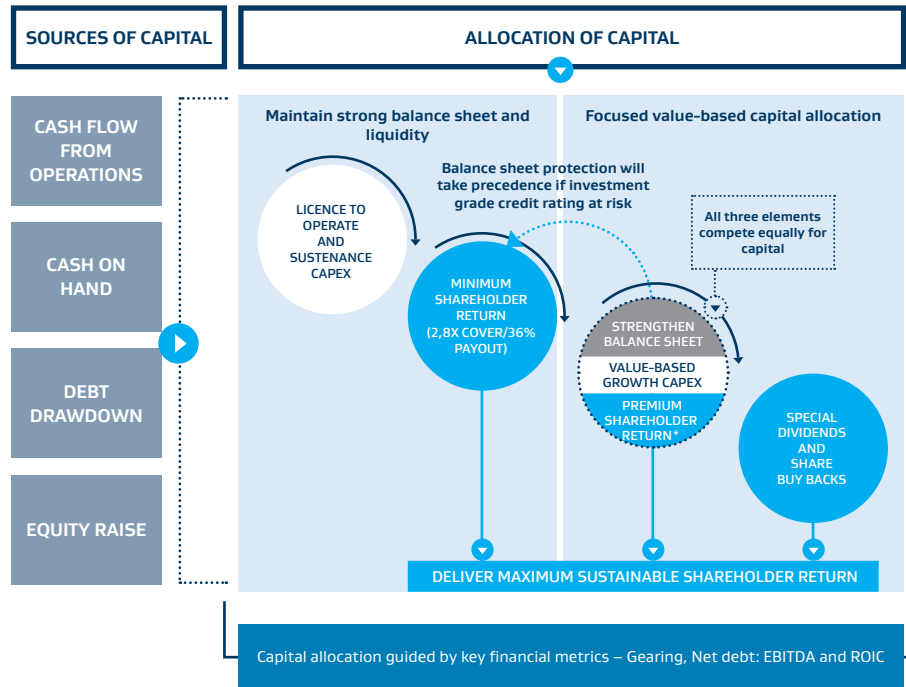 SOURCES OF CAPITAL
ALLOCATION OF CAPITAL
CASH FLOW
FROM
OPERATIONS
CASH ON
HAND
DEBT
DRAWDOWN
EQUITY RAISE
Maintain strong balance sheet and
liquidity
Focused value-based capital allocation
Balance sheet protection will
take precedence if investment
grade credit rating at risk
All three elements
compete equally for
capital
LICENCE TO
OPERATE
AND
SUSTENANCE
CAPEX
MINIMUM
SHAREHOLDER
RETURN
(2,8X COVER/36%
PAYOUT)
STRENGTHEN
BALANCE SHEET
VALUE-BASED
GROWTH CAPEX
PREMIUM
SHAREHOLDER
RETURN*
SPECIAL
DIVIDENDS
AND
SHARE
BUY BACKS
DELIVER MAXIMUM SUSTAINABLE SHAREHOLDER RETURN
Capital allocation guided by key financial metrics – Gearing, Net debt: EBITDA and ROIC